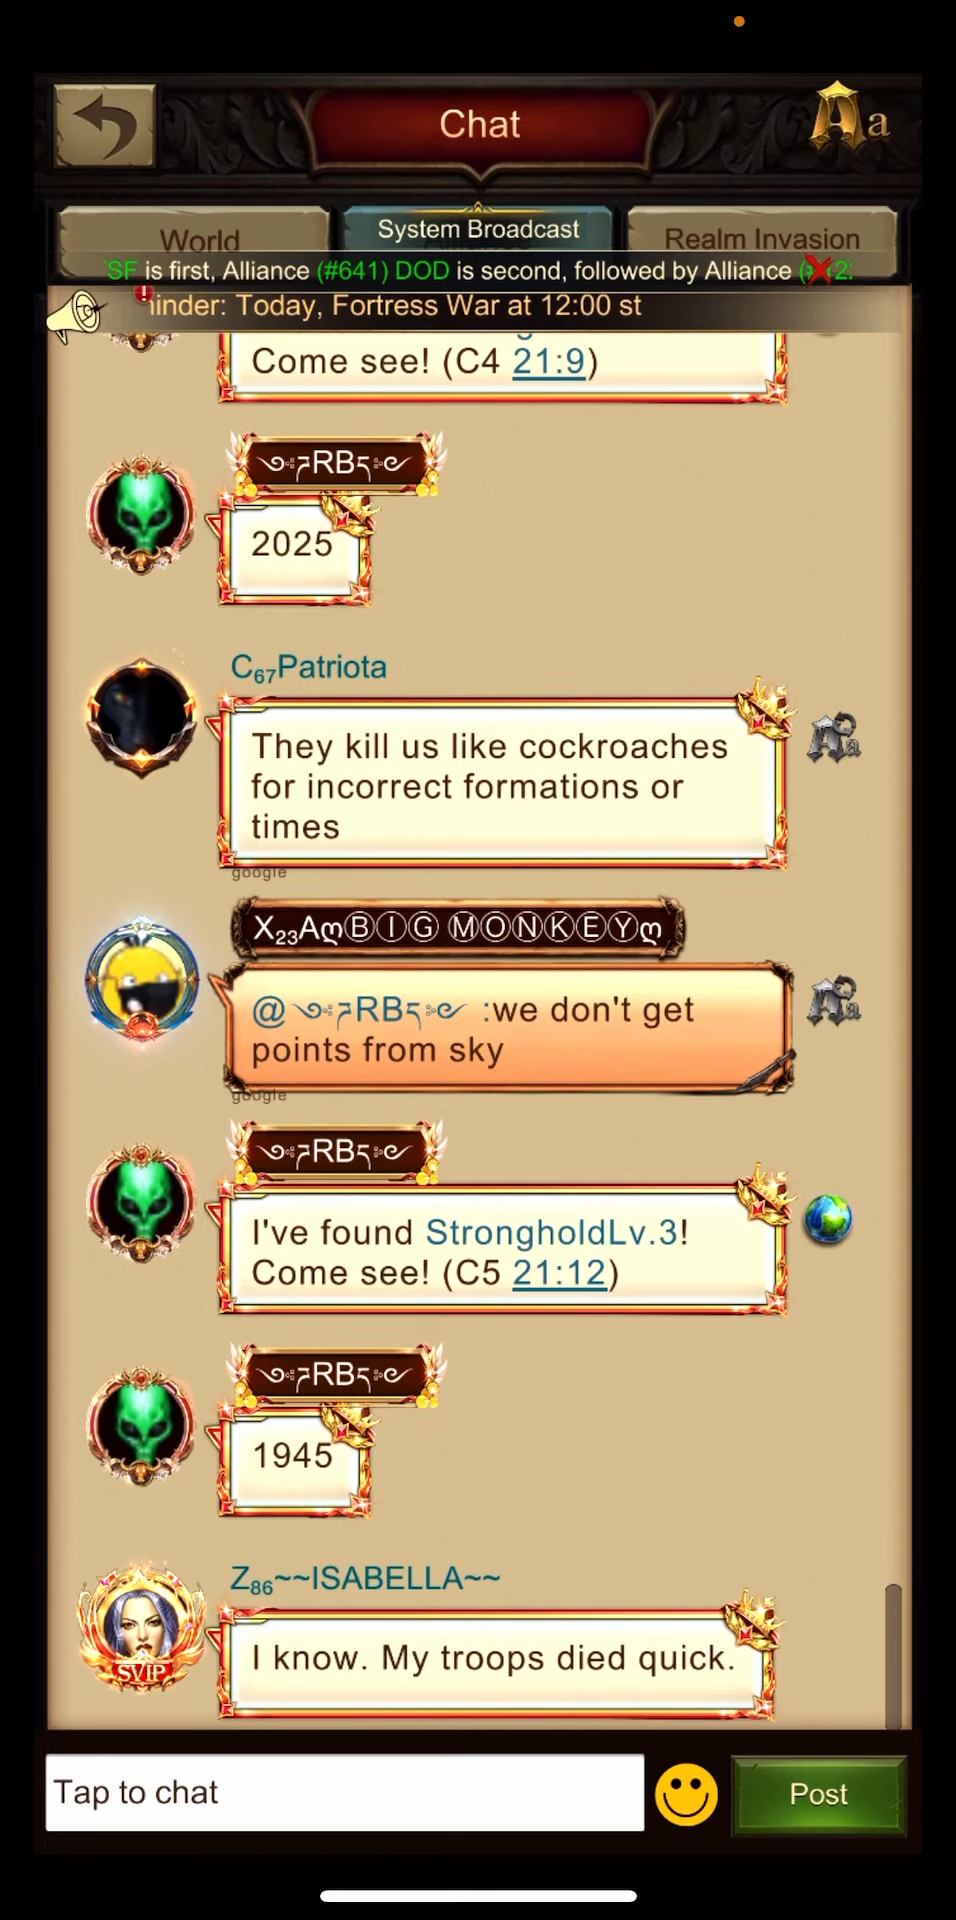 Chat
Aa
World
System Broadcast
Realm Invasion
SF is first, Alliance (#641) DOD is second, followed by Alliance
inder: Today, Fortress War at 12:00 st
Come see! (C4 21:9)
RB
2025
C₆₇Patriota
They kill us like cockroaches
for incorrect formations or
times
google
X₂₃AღⒷⒾⒼ ⓂⓄⓃⓀⒺⓎღ
@RB :we don't get
points from sky
google
RB
I've found StrongholdLv.3!
Come see! (C5 21:12)
RB
1945
Z₈₆~~ISABELLA~~
SVIP
I know. My troops died quick.
Tap to chat
Post